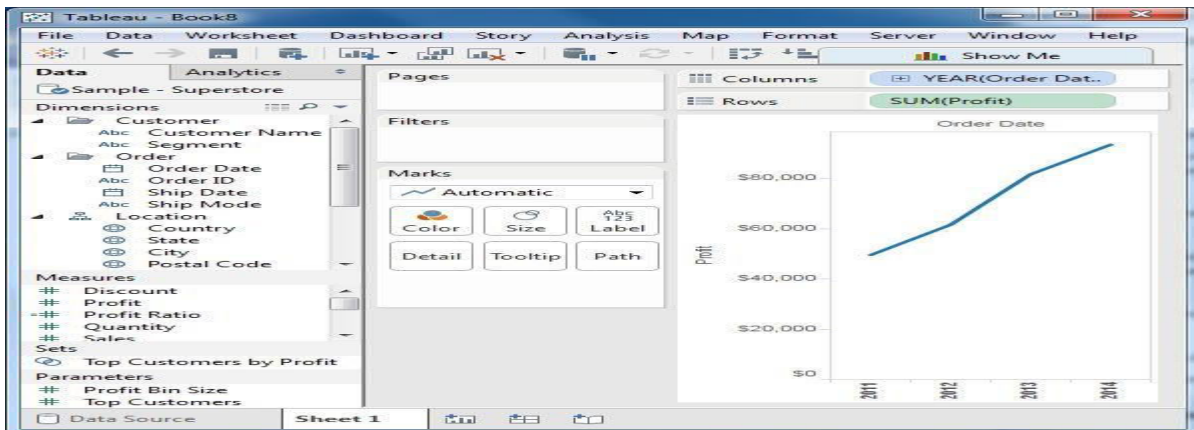 Tableau - Book8
File Data Worksheet Dashboard Story Analysis Map Format Server Window Help
Show Me
Data Analytics
Sample - Superstore
Dimensions
Customer
Abc Customer Name
Abc Segment
Order
Order Date
Abc Order ID
Ship Date
Abc Ship Mode
Location
Country
State
City
Postal Code
Measures
Discount
Profit
Profit Ratio
Quantity
Sales
Sets
Top Customers by Profit
Parameters
Profit Bin Size
Top Customers
Pages
Filters
Marks
Automatic
Color Size Abc 123 Label
Detail Tooltip Path
Columns YEAR(Order Dat..
Rows SUM(Profit)
Order Date
$80,000
$60,000
$40,000
$20,000
$0
Profit
2011 2012 2013 2014
Data Source Sheet 1